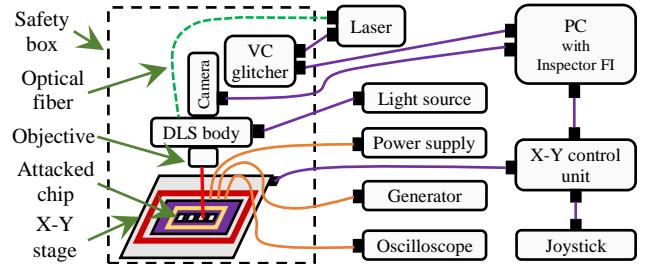 Safety
box
Optical
fiber
Objective
Attacked
chip
X-Y
stage
Camera
VC
glitcher
DLS body
Laser
Light source
Power supply
Generator
Oscilloscope
PC
with
Inspector FI
X-Y control
unit
Joystick